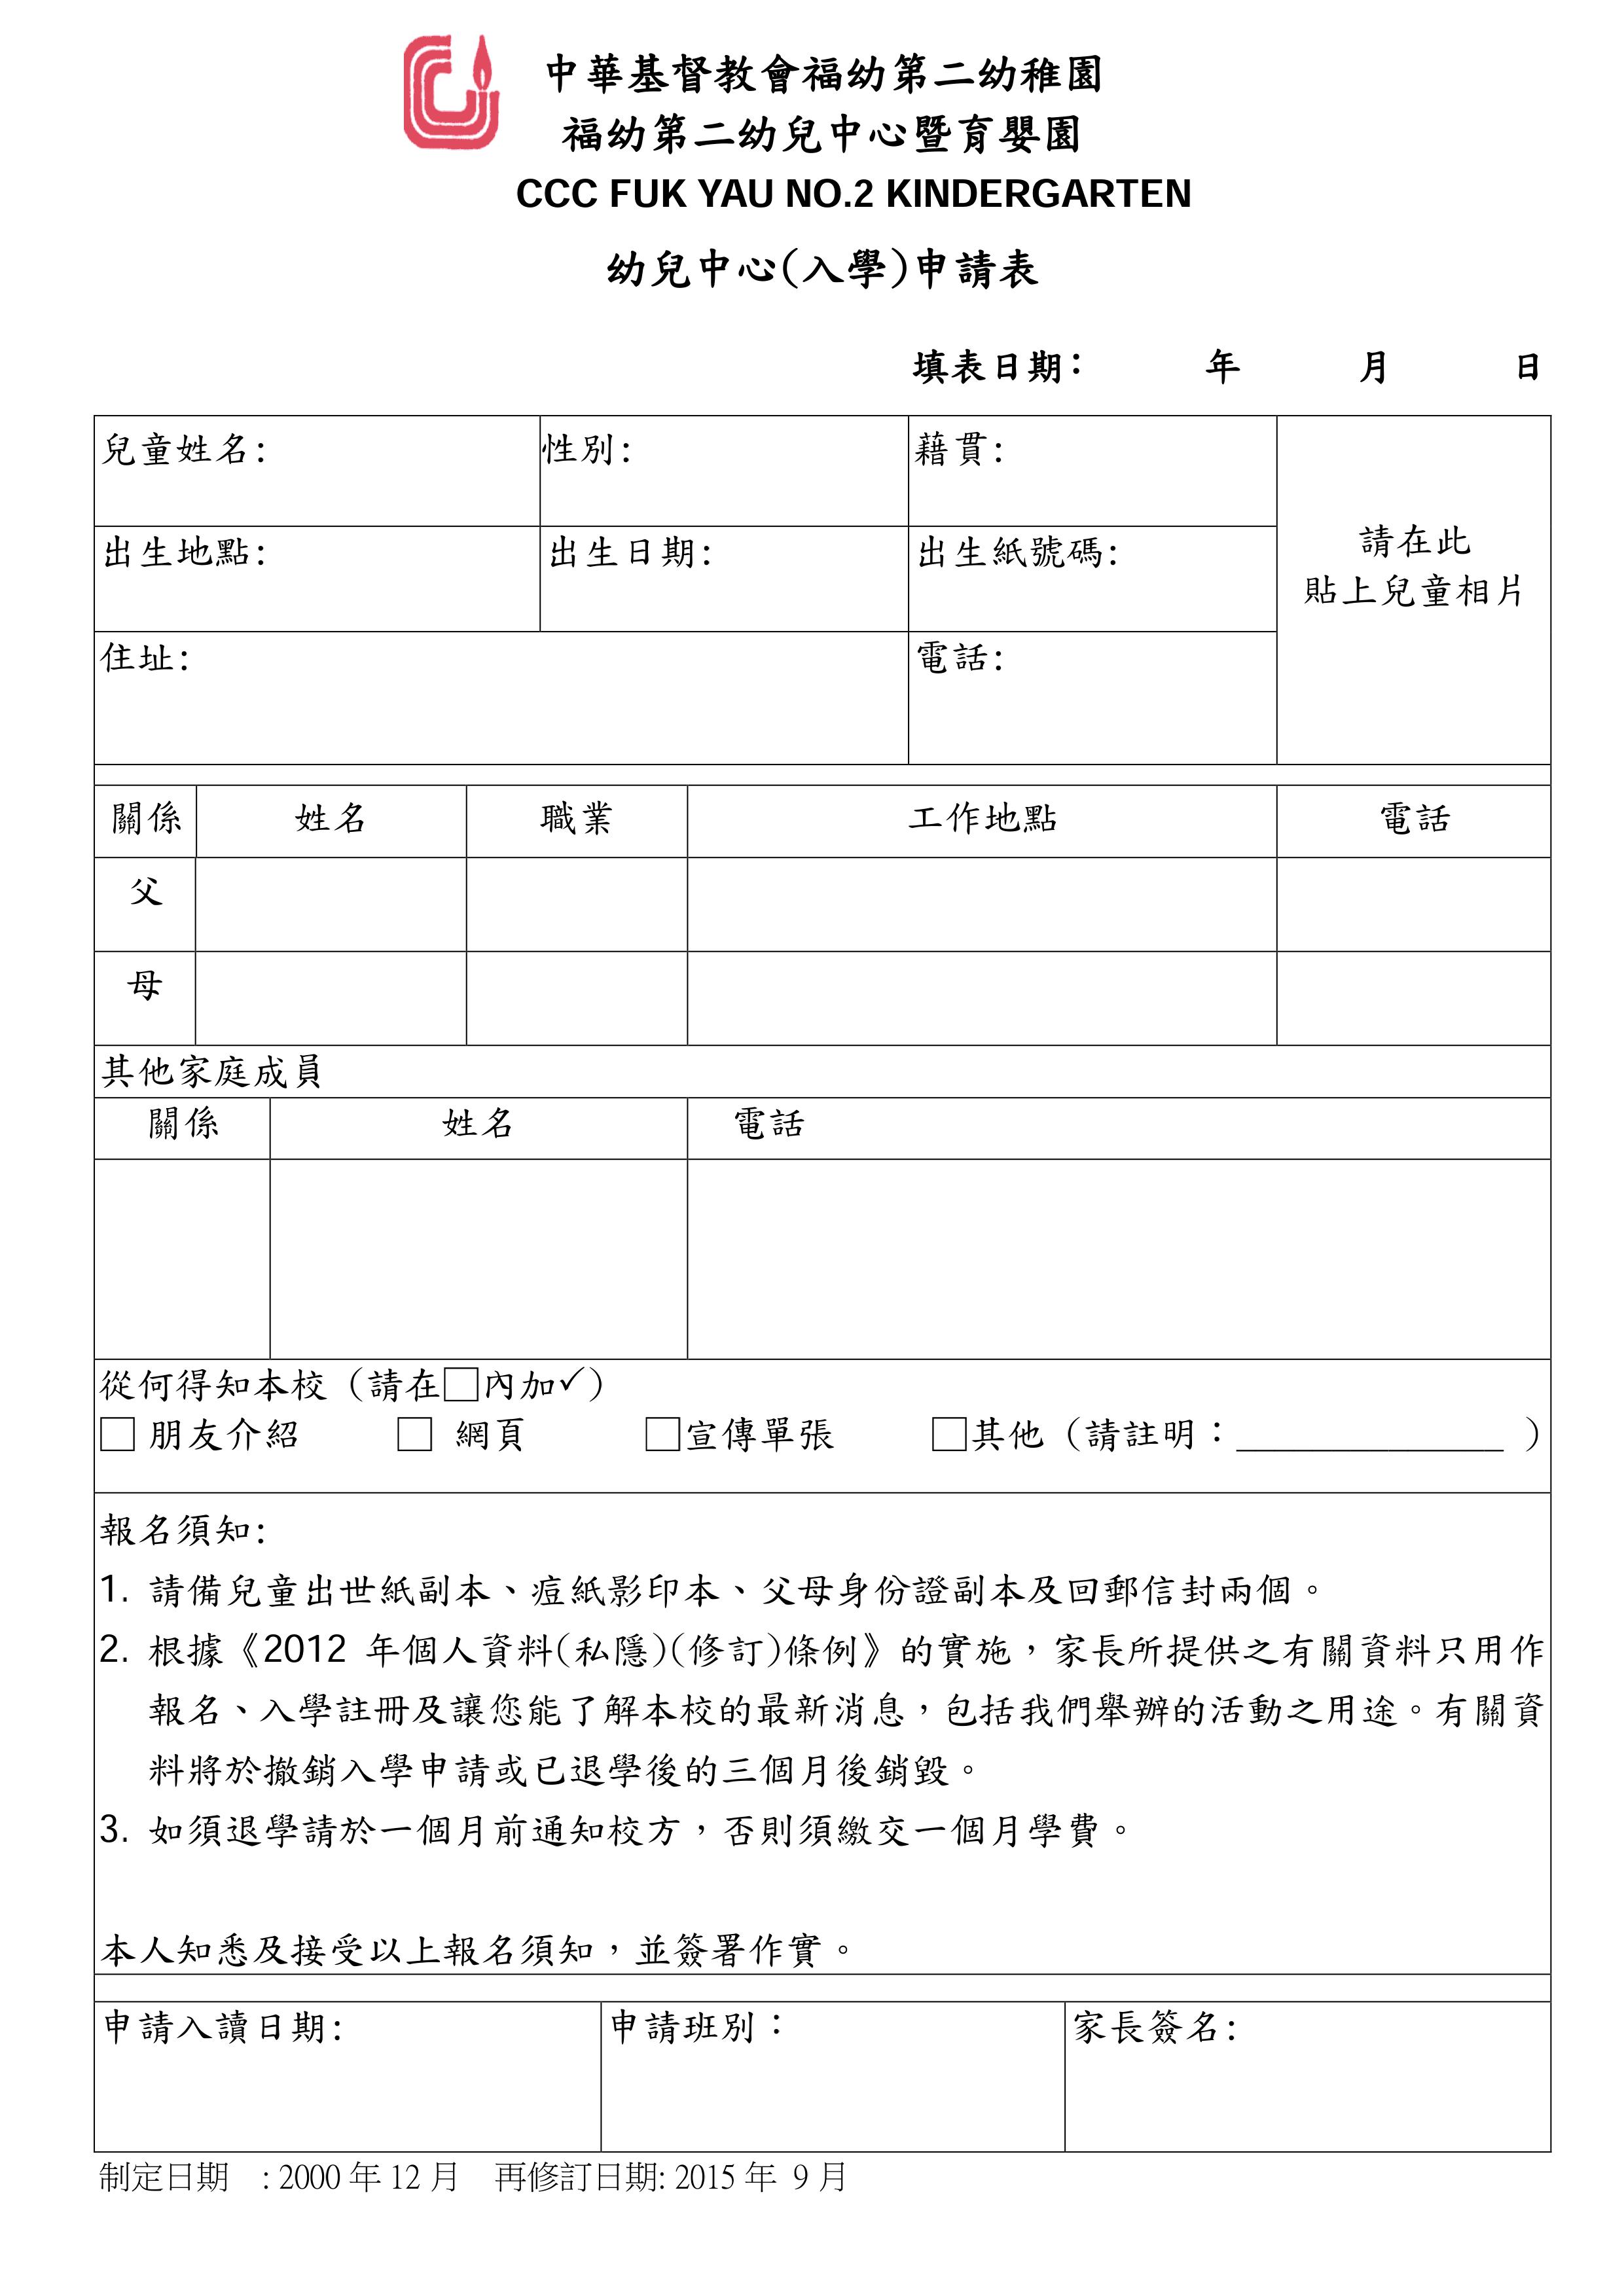 中華基督教會福幼第二幼稚園
福幼第二幼兒中心暨育嬰園
CCC FUK YAU NO.2 KINDERGARTEN
幼兒中心(入學)申請表
填表日期: 年 月 日
兒童姓名: 性別: 藉貫:
出生地點: 出生日期: 出生紙號碼:
請在此
貼上兒童相片
住址: 電話:
關係 姓名 職業 工作地點 電話
父
母
其他家庭成員
關係 姓名 電話
從何得知本校（請在□內加✓）
□ 朋友介紹 □ 網頁 □宣傳單張 □其他（請註明：______________ ）
報名須知:
1. 請備兒童出世紙副本、痘紙影印本、父母身份證副本及回郵信封兩個。
2. 根據《2012 年個人資料(私隱)(修訂)條例》的實施，家長所提供之有關資料只用作
報名、入學註冊及讓您能了解本校的最新消息，包括我們舉辦的活動之用途。有關資
料將於撤銷入學申請或已退學後的三個月後銷毀。
3. 如須退學請於一個月前通知校方，否則須繳交一個月學費。
本人知悉及接受以上報名須知，並簽署作實。
申請入讀日期: 申請班別： 家長簽名:
制定日期 : 2000 年 12 月 再修訂日期: 2015 年 9 月